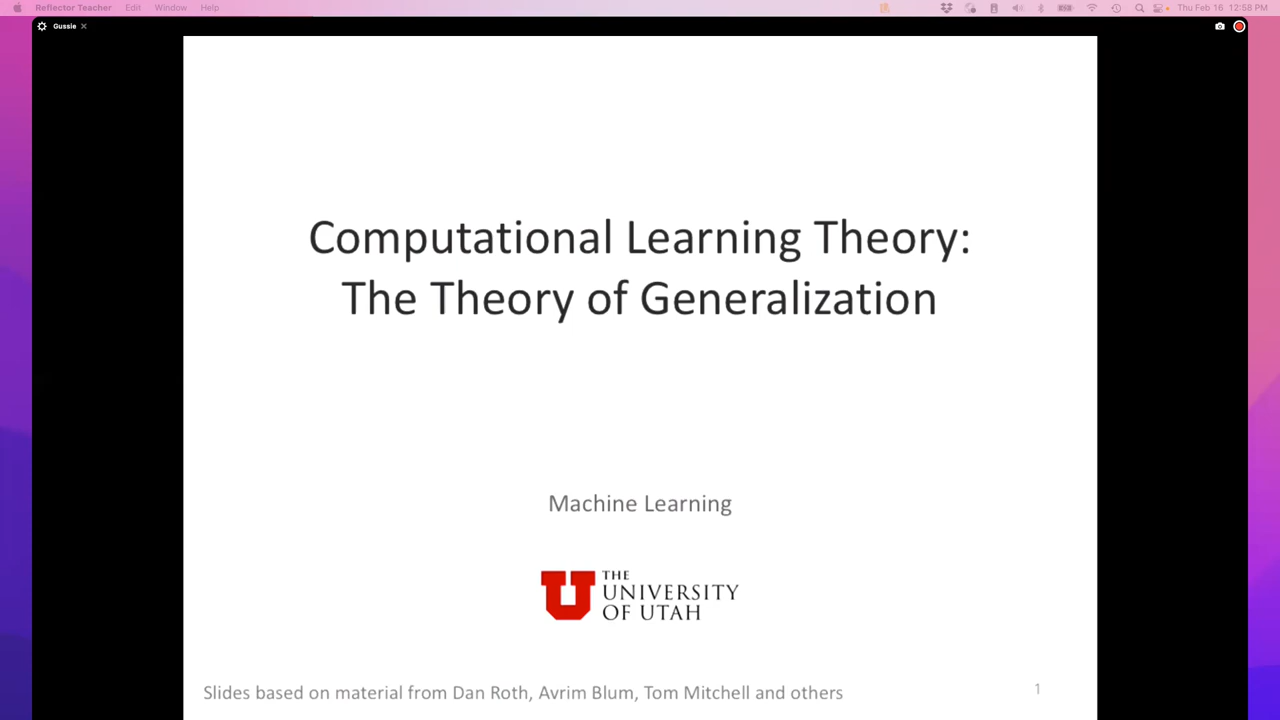 Reflector Teacher Edit Window Help Thu Feb 16 12:58 PM
Gussie
Computational Learning Theory:
The Theory of Generalization
Machine Learning
THE
UNIVERSITY
OF UTAH
Slides based on material from Dan Roth, Avrim Blum, Tom Mitchell and others
1